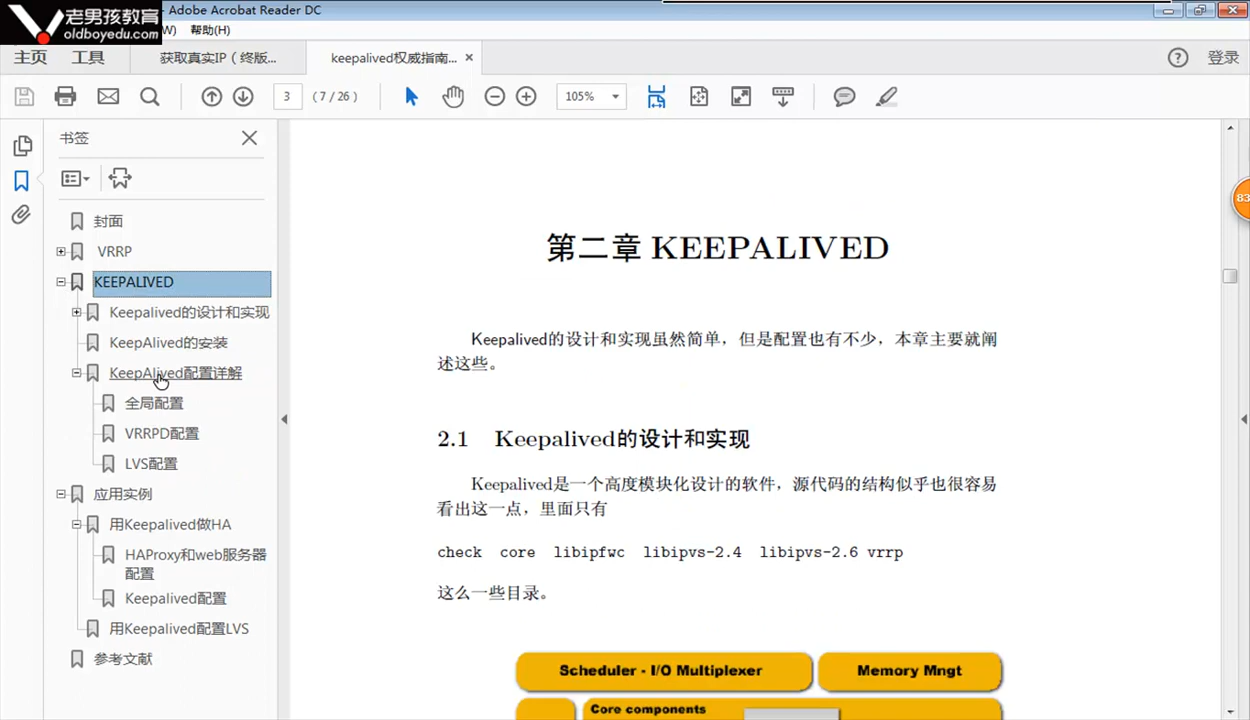 老男孩教育
oldboyedu.com
- Adobe Acrobat Reader DC
W) 帮助(H)
主页 工具 获取真实IP（终版... keepalived权威指南... × 登录
3 (7 / 26) 105%
书签
封面
VRRP
KEEPALIVED
Keepalived的设计和实现
KeepAlived的安装
KeepAlived配置详解
全局配置
VRRPD配置
LVS配置
应用实例
用Keepalived做HA
HAProxy和web服务器
配置
Keepalived配置
用Keepalived配置LVS
参考文献
第二章 KEEPALIVED
Keepalived的设计和实现虽然简单，但是配置也有不少，本章主要就阐
述这些。
2.1 Keepalived的设计和实现
Keepalived是一个高度模块化设计的软件，源代码的结构似乎也很容易
看出这一点，里面只有
check core libipfwc libipvs-2.4 libipvs-2.6 vrrp
这么一些目录。
Scheduler - I/O Multiplexer Memory Mngt
Core components
83